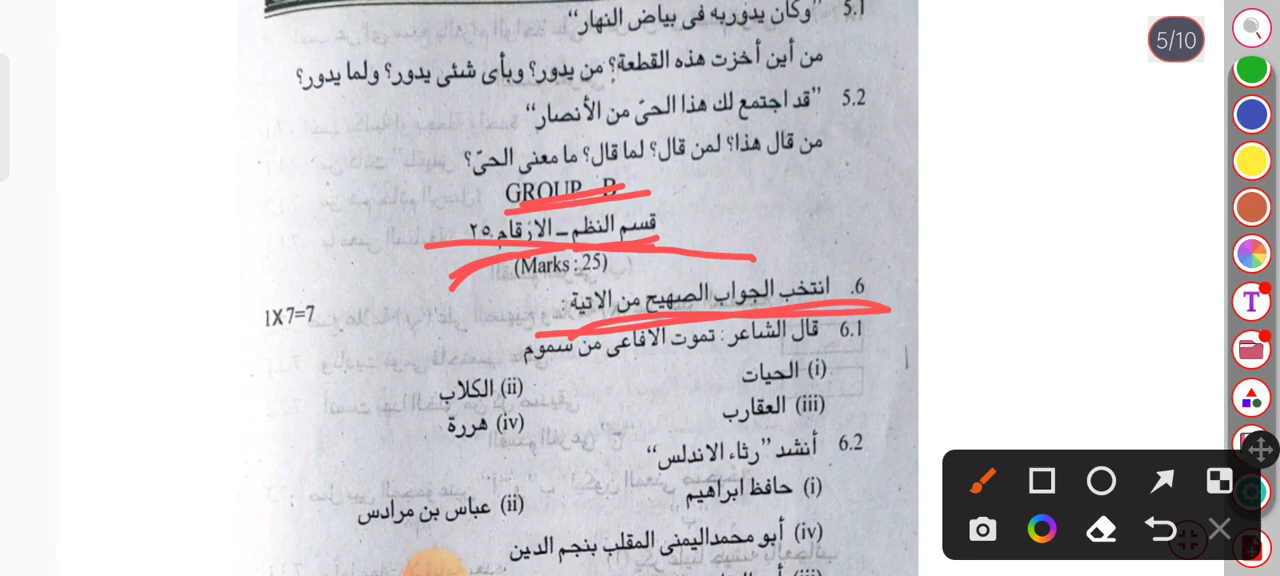 5.1 ”وكان يدوربه فى بياض النهار“
من أين أخزت هذه القطعة؟ من يدور؟ وبأى شئى يدور؟ ولما يدور؟
5.2 ”قد اجتمع لك هذا الحىّ من الأنصار“
من قال هذا؟ لمن قال؟ لما قال؟ ما معنى الحىّ؟
GROUP - B
قسم النظم ــ الارقام ٢٥
(Marks : 25)
6. انتخب الجواب الصهيح من الاتية :
1X7=7
6.1 قال الشاعر : تموت الافاعى من سموم
(i) الحيات
(ii) الكلاب
(iii) العقارب
(iv) هررة
6.2 أنشد ”رثاء الاندلس“
(i) حافظ ابراهيم
(ii) عباس بن مرادس
(iv) أبو محمداليمنى المقلب بنجم الدين
5/10
T